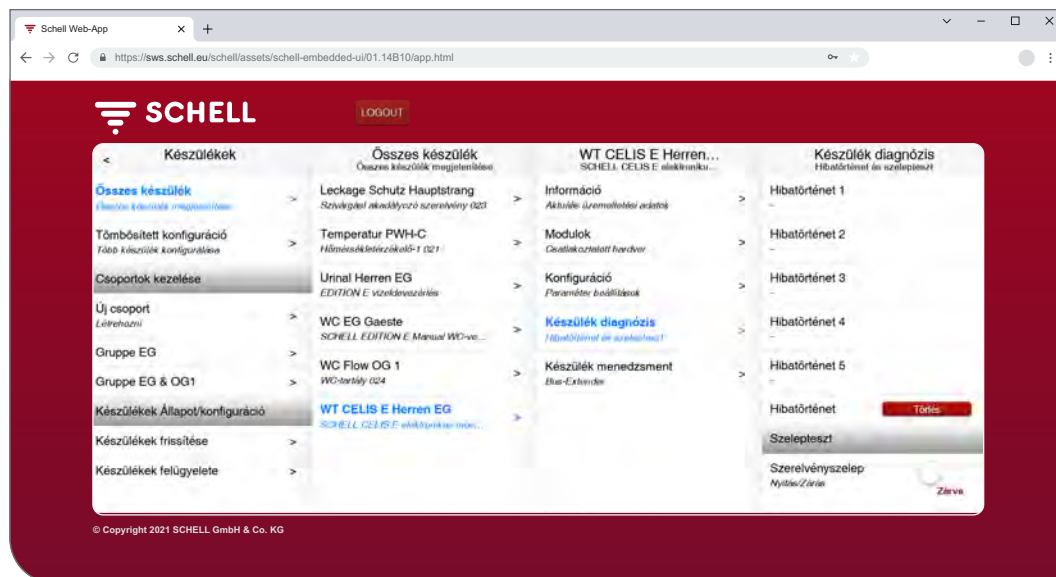 Schell Web-App
https://sws.schell.eu/schell/assets/schell-embedded-ui/01.14B10/app.html
SCHELL
LOGOUT
< Készülékek
Összes készülék
Összes készülék megjelenítése
Tömbösített konfiguráció
Több készülék konfigurálása
Csoportok kezelése
Új csoport
Létrehozni
Gruppe EG
Gruppe EG & OG1
Készülékek Állapot/konfiguráció
Készülékek frissítése
Készülékek felügyelete
Összes készülék
Összes készülék megjelenítése
Leckage Schutz Hauptstrang
Szivárgást akadályozó szerelvény 023
Temperatur PWH-C
Hőmérsékletérzékelő-1 021
Urinal Herren EG
EDITION E vizeldevezérlés
WC EG Gaeste
SCHELL EDITION E Manual WC-ve...
WC Flow OG 1
WC-tartály 024
WT CELIS E Herren EG
SCHELL CELIS E elektronikus mos...
WT CELIS E Herren...
SCHELL CELIS E elektroniku...
Információ
Aktuális üzemeltetési adatok
Modulok
Csatlakoztatott hardver
Konfiguráció
Paraméter beállítások
Készülék diagnózis
Hibatörténet és szelepteszt
Készülék menedzsment
Bus-Extender
Készülék diagnózis
Hibatörténet és szelepteszt
Hibatörténet 1
–
Hibatörténet 2
–
Hibatörténet 3
–
Hibatörténet 4
–
Hibatörténet 5
–
Hibatörténet Törlés
Szelepteszt
Szerelvényszelep
Nyitás/Zárás
Zárva
© Copyright 2021 SCHELL GmbH & Co. KG